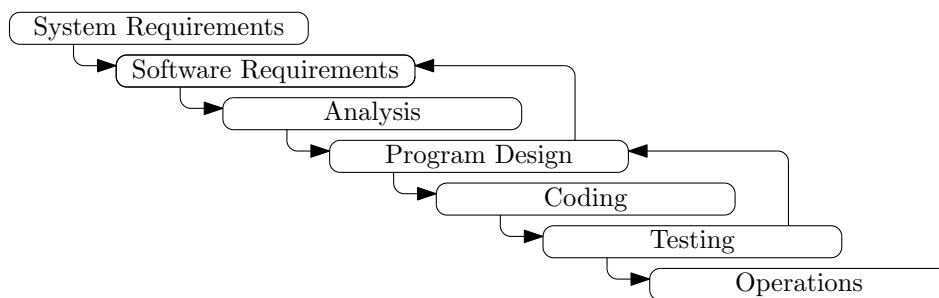 System Requirements
Software Requirements
Analysis
Program Design
Coding
Testing
Operations